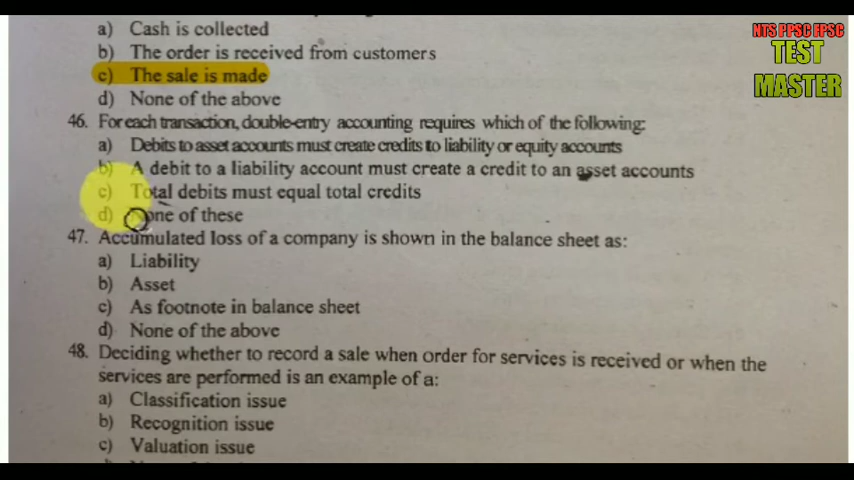 a) Cash is collected
b) The order is received from customers
c) The sale is made
d) None of the above
46. For each transaction, double-entry accounting requires which of the following:
a) Debits to asset accounts must create credits to liability or equity accounts
b) A debit to a liability account must create a credit to an asset accounts
c) Total debits must equal total credits
d) None of these
47. Accumulated loss of a company is shown in the balance sheet as:
a) Liability
b) Asset
c) As footnote in balance sheet
d) None of the above
48. Deciding whether to record a sale when order for services is received or when the
services are performed is an example of a:
a) Classification issue
b) Recognition issue
c) Valuation issue
NTS PPSC FPSC
TEST
MASTER